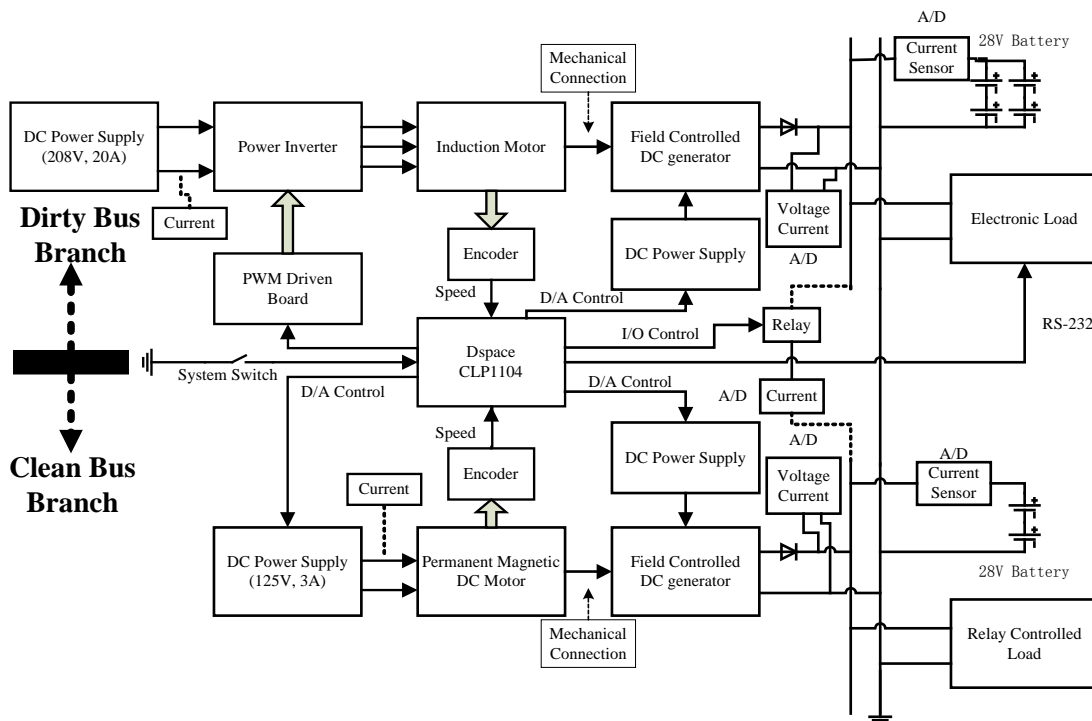 A/D
28V Battery
Current
Sensor
Mechanical
Connection
DC Power Supply
(208V, 20A)
Power Inverter
Induction Motor
Field Controlled
DC generator
Dirty Bus
Branch
Current
Encoder
DC Power Supply
Voltage
Current
A/D
Electronic Load
PWM Driven
Board
Speed
D/A Control
I/O Control
Relay
RS-232
Dspace
CLP1104
System Switch
D/A Control
D/A Control
A/D
Current
Clean Bus
Branch
Speed
Encoder
Current
DC Power Supply
A/D
Voltage
Current
A/D
Current
Sensor
DC Power Supply
(125V, 3A)
Permanent Magnetic
DC Motor
Field Controlled
DC generator
28V Battery
Mechanical
Connection
Relay Controlled
Load